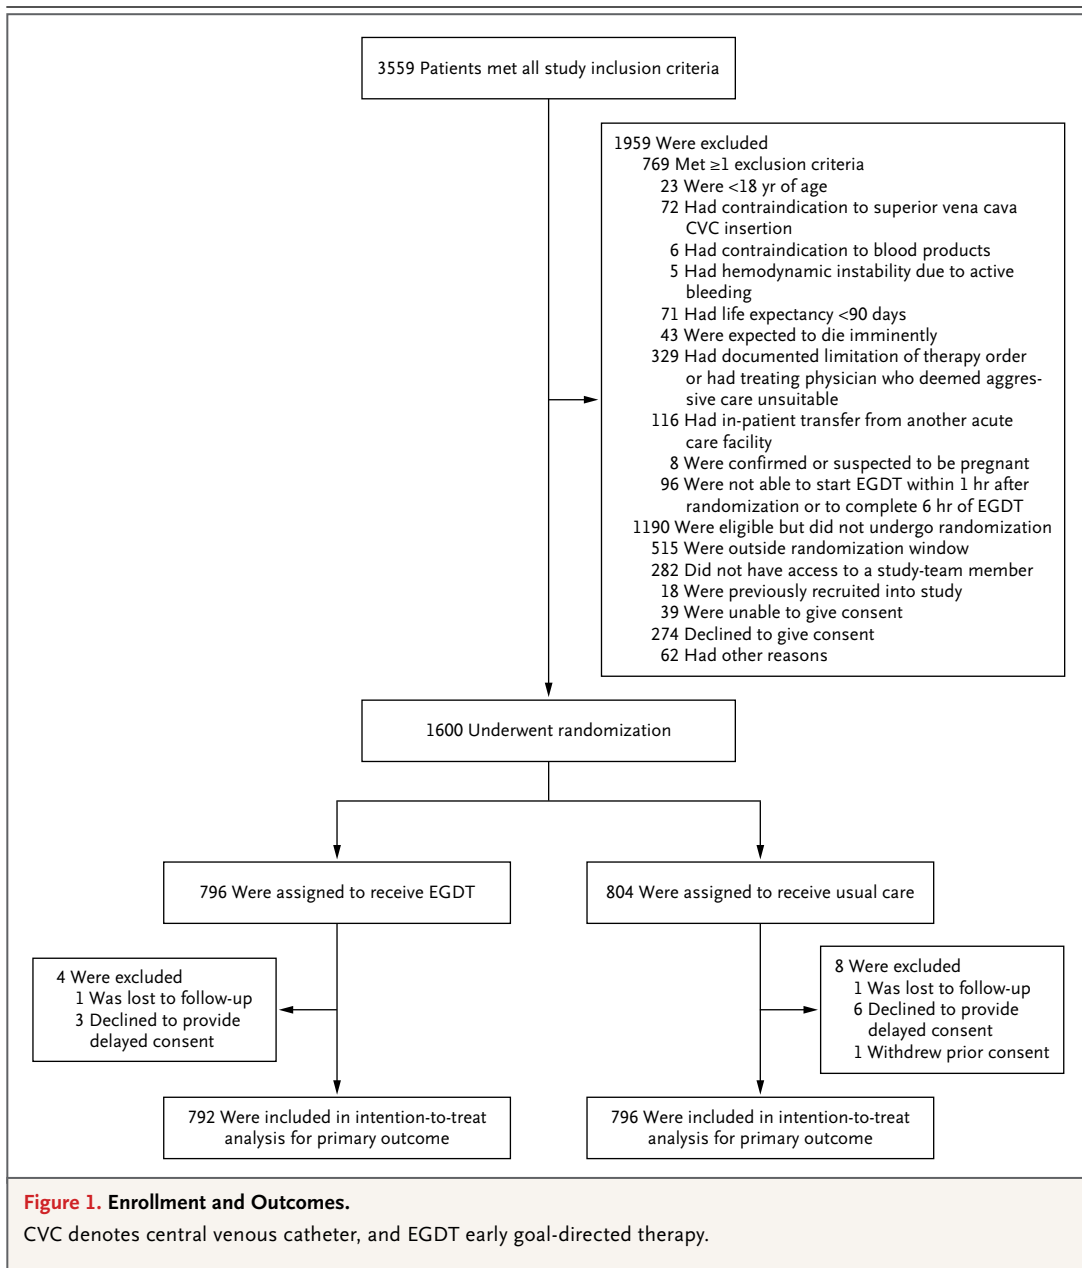 3559 Patients met all study inclusion criteria
1959 Were excluded
769 Met ≥1 exclusion criteria
23 Were <18 yr of age
72 Had contraindication to superior vena cava
CVC insertion
6 Had contraindication to blood products
5 Had hemodynamic instability due to active
bleeding
71 Had life expectancy <90 days
43 Were expected to die imminently
329 Had documented limitation of therapy order
or had treating physician who deemed aggres-
sive care unsuitable
116 Had in-patient transfer from another acute
care facility
8 Were confirmed or suspected to be pregnant
96 Were not able to start EGDT within 1 hr after
randomization or to complete 6 hr of EGDT
1190 Were eligible but did not undergo randomization
515 Were outside randomization window
282 Did not have access to a study-team member
18 Were previously recruited into study
39 Were unable to give consent
274 Declined to give consent
62 Had other reasons
1600 Underwent randomization
796 Were assigned to receive EGDT
804 Were assigned to receive usual care
4 Were excluded
1 Was lost to follow-up
3 Declined to provide
delayed consent
8 Were excluded
1 Was lost to follow-up
6 Declined to provide
delayed consent
1 Withdrew prior consent
792 Were included in intention-to-treat
analysis for primary outcome
796 Were included in intention-to-treat
analysis for primary outcome
Figure 1. Enrollment and Outcomes.
CVC denotes central venous catheter, and EGDT early goal-directed therapy.